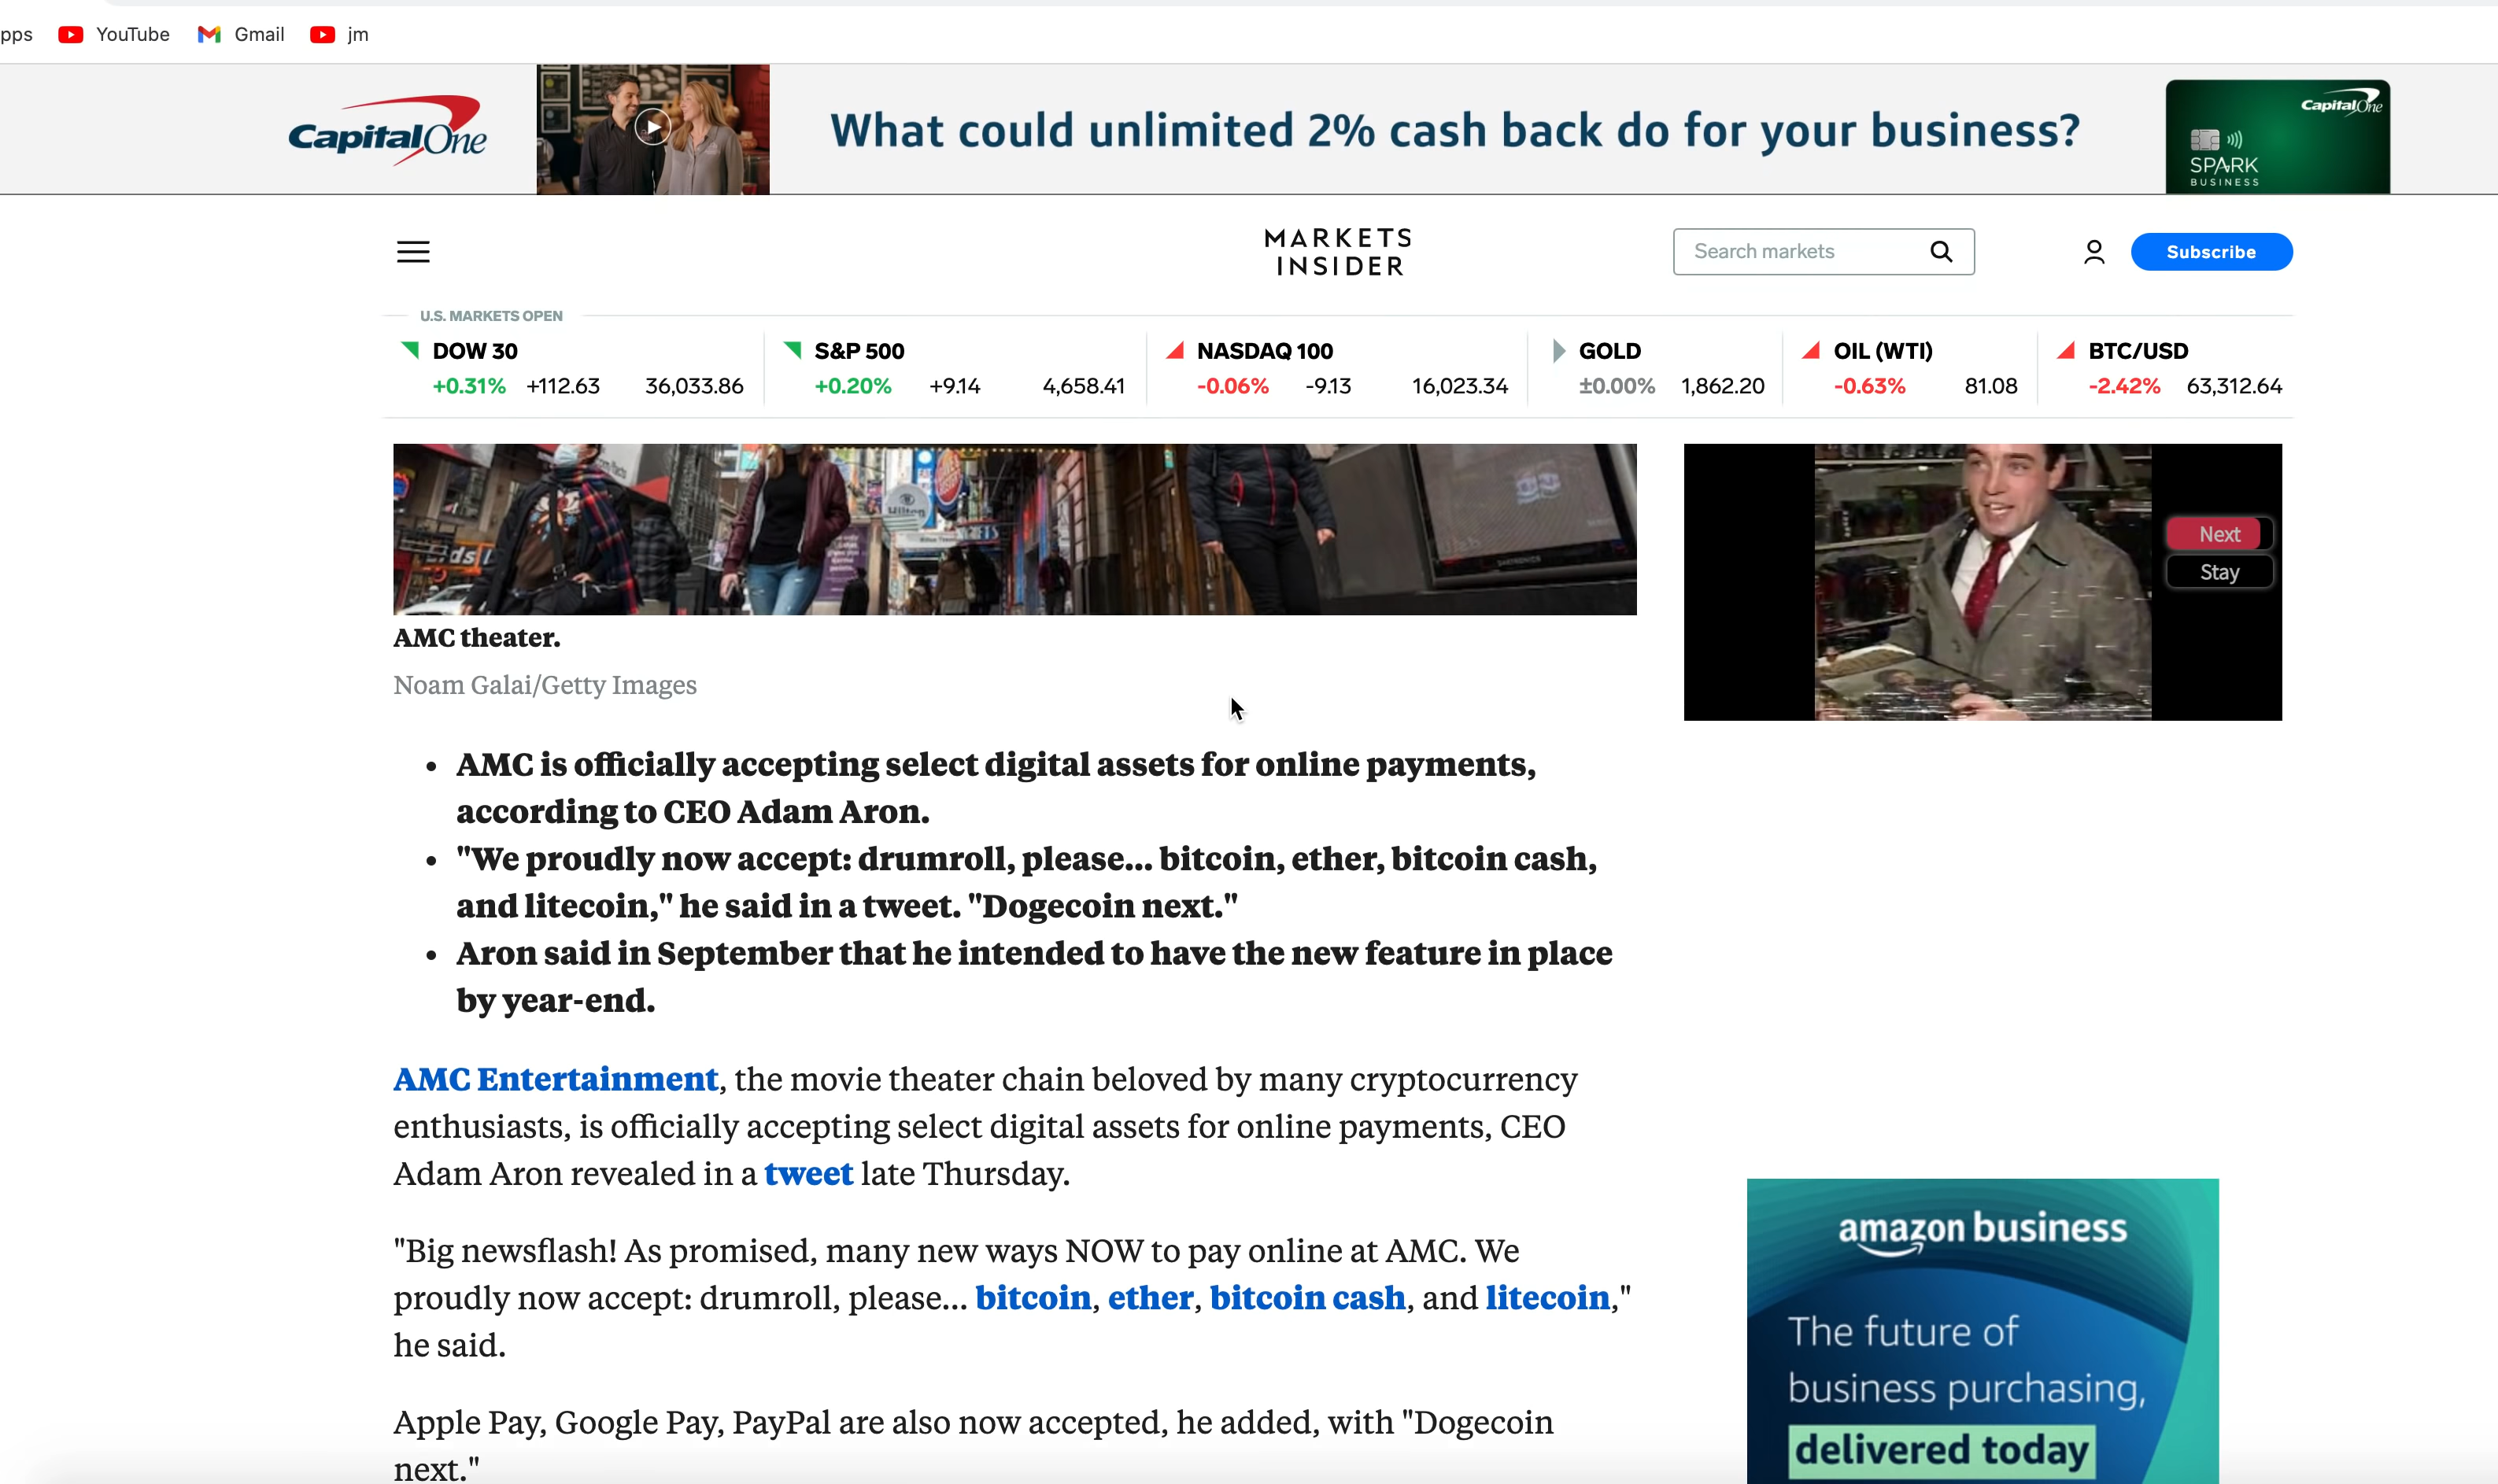 pps YouTube Gmail jm
CapitalOne
What could unlimited 2% cash back do for your business?
CapitalOne
SPARK
BUSINESS
MARKETS
INSIDER
Search markets
Subscribe
U.S. MARKETS OPEN
DOW 30
+0.31% +112.63 36,033.86
S&P 500
+0.20% +9.14 4,658.41
NASDAQ 100
-0.06% -9.13 16,023.34
GOLD
±0.00% 1,862.20
OIL (WTI)
-0.63% 81.08
BTC/USD
-2.42% 63,312.64
Hilton
Next
Stay
AMC theater.
Noam Galai/Getty Images
• AMC is officially accepting select digital assets for online payments,
according to CEO Adam Aron.
• "We proudly now accept: drumroll, please... bitcoin, ether, bitcoin cash,
and litecoin," he said in a tweet. "Dogecoin next."
• Aron said in September that he intended to have the new feature in place
by year-end.
AMC Entertainment, the movie theater chain beloved by many cryptocurrency
enthusiasts, is officially accepting select digital assets for online payments, CEO
Adam Aron revealed in a tweet late Thursday.
"Big newsflash! As promised, many new ways NOW to pay online at AMC. We
proudly now accept: drumroll, please... bitcoin, ether, bitcoin cash, and litecoin,"
he said.
Apple Pay, Google Pay, PayPal are also now accepted, he added, with "Dogecoin
next."
amazon business
The future of
business purchasing,
delivered today